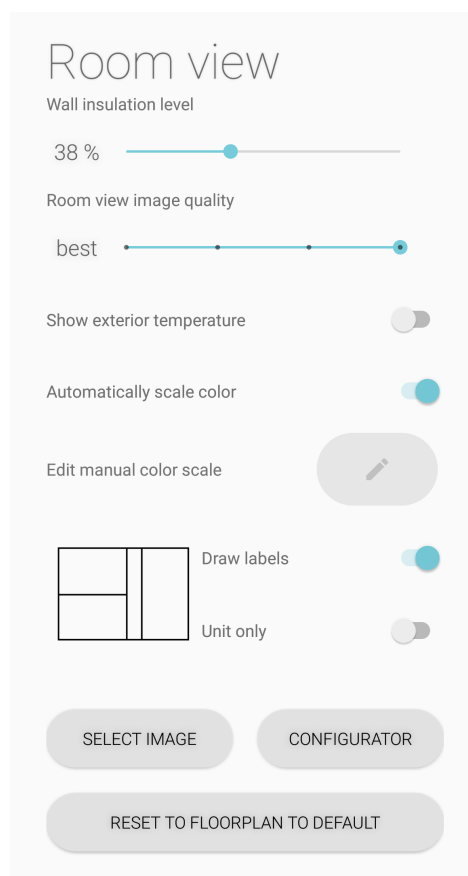 Room view
Wall insulation level
38 %
Room view image quality
best
Show exterior temperature
Automatically scale color
Edit manual color scale
Draw labels
Unit only
SELECT IMAGE
CONFIGURATOR
RESET TO FLOORPLAN TO DEFAULT